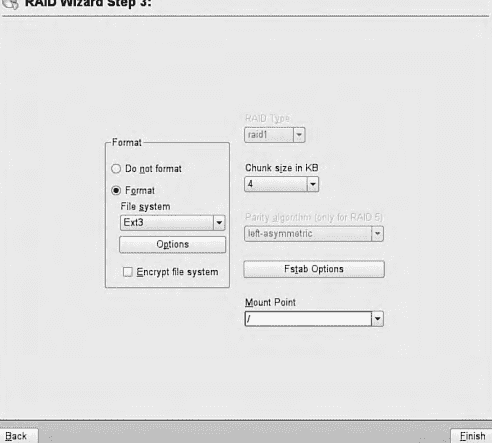 RAID Wizard Step 3:
Format
Do not format
Format
File system
Ext3
Options
Encrypt file system
RAID Type
raid1
Chunk size in KB
4
Parity algorithm (only for RAID 5)
left-asymmetric
Fstab Options
Mount Point
/
Back
Finish